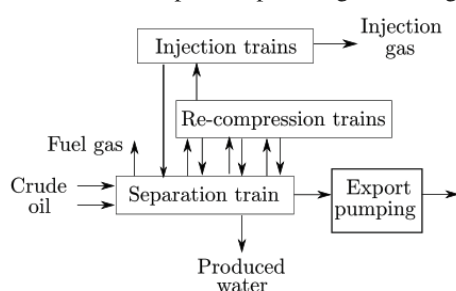 Injection trains
Injection
gas
Re-compression trains
Fuel gas
Crude
oil
Separation train
Export
pumping
Produced
water